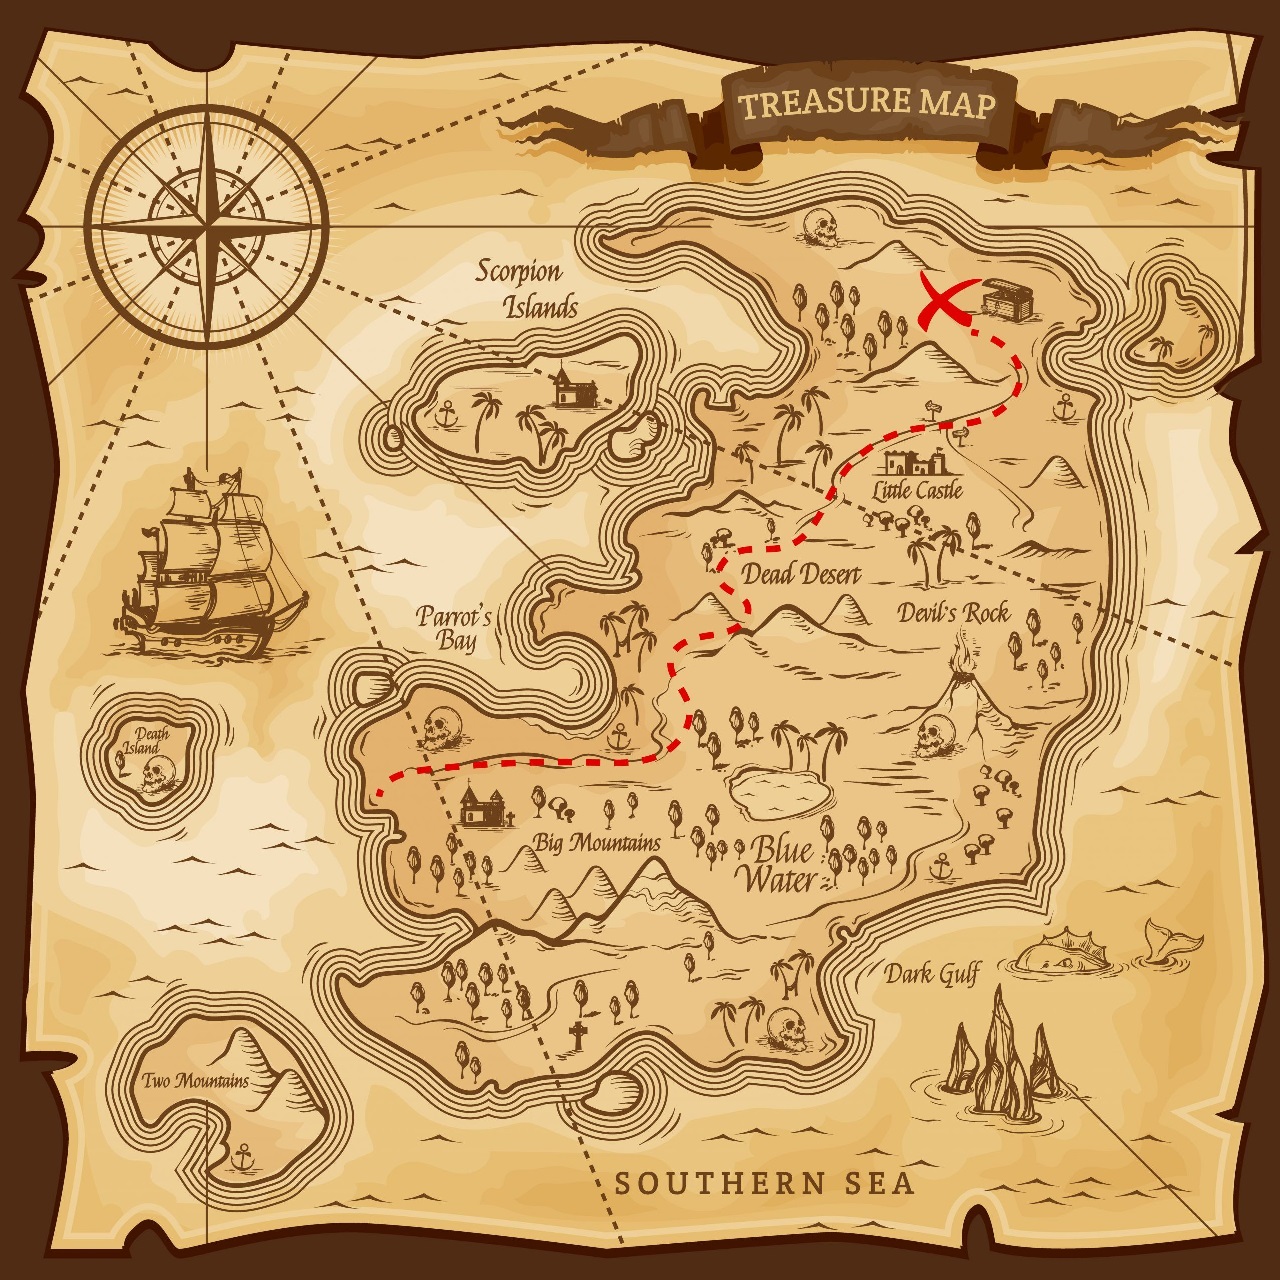 TREASURE MAP
Scorpion
Islands
Little Castle
Dead Desert
Parrot's
Bay
Devil's Rock
Death
Island
Big Mountains
Blue
Water
Dark Gulf
Two Mountains
SOUTHERN SEA